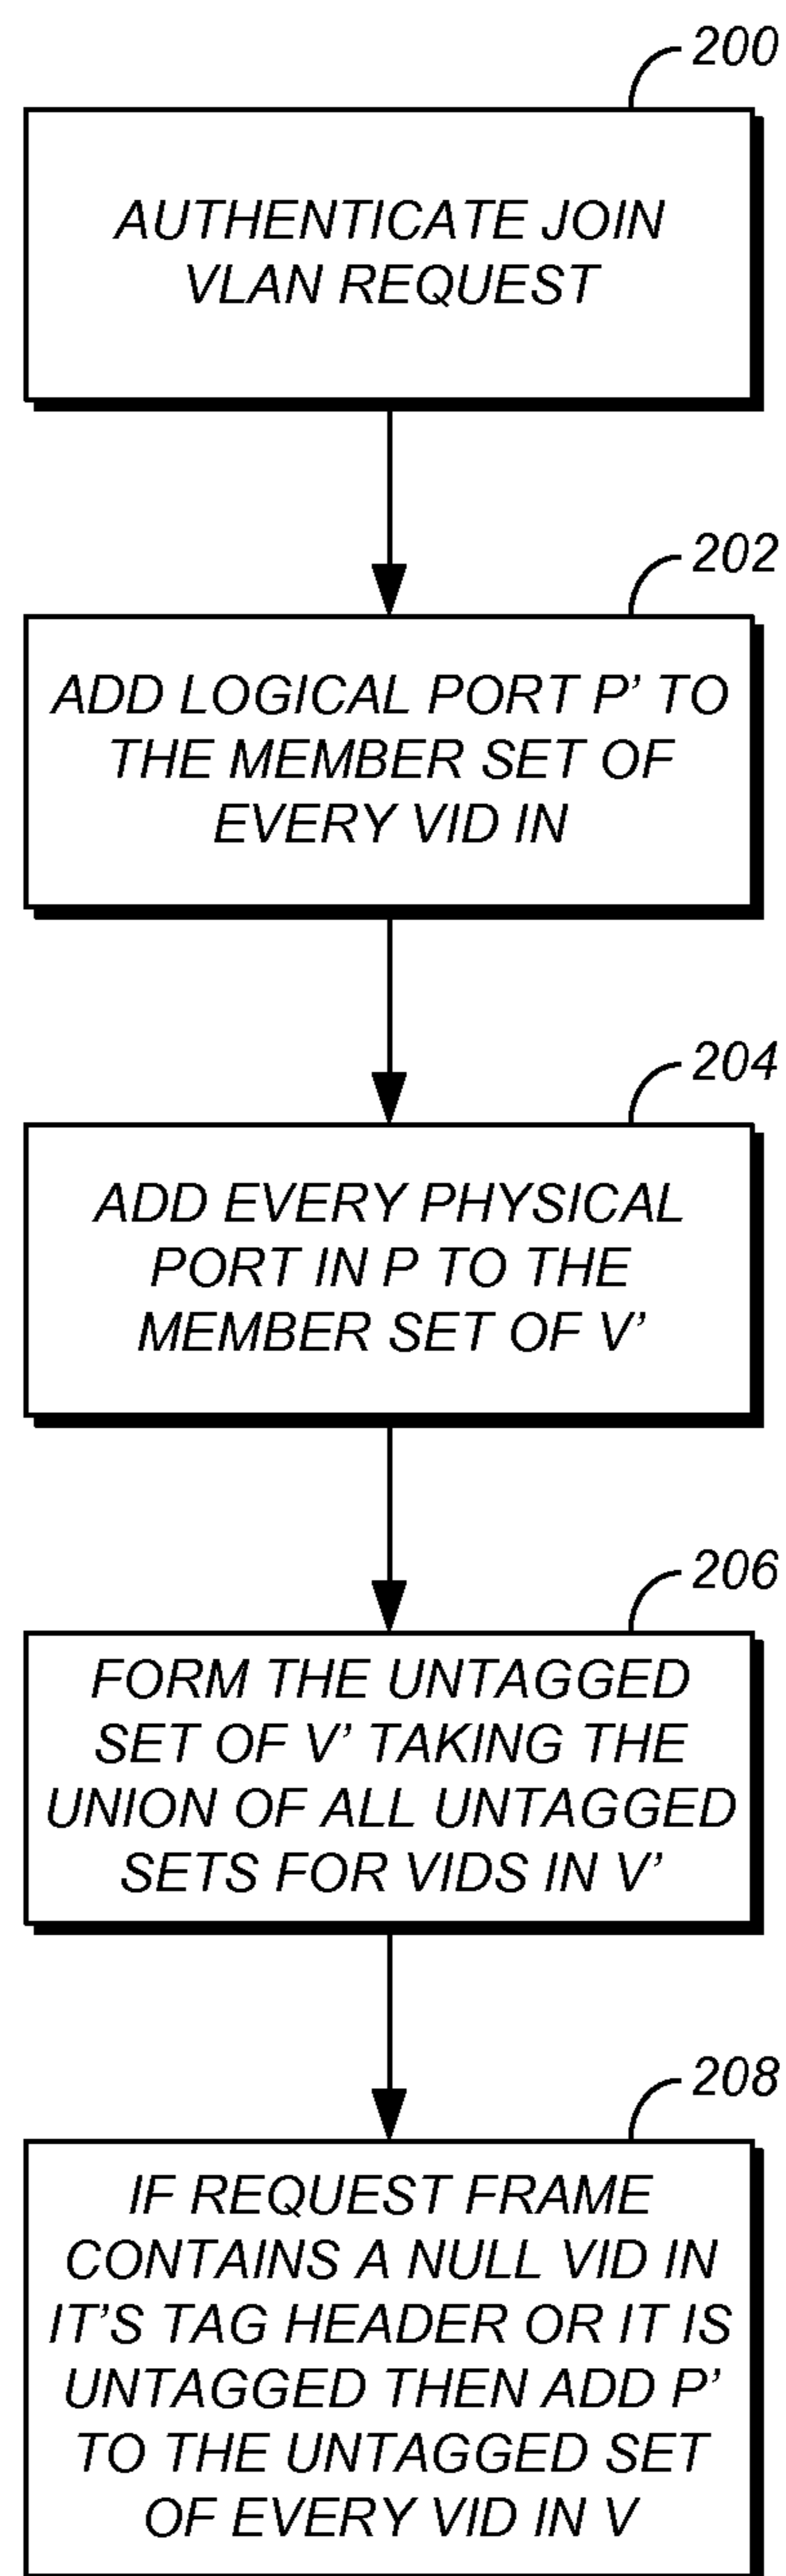 200
AUTHENTICATE JOIN
VLAN REQUEST
202
ADD LOGICAL PORT P' TO
THE MEMBER SET OF
EVERY VID IN
204
ADD EVERY PHYSICAL
PORT IN P TO THE
MEMBER SET OF V'
206
FORM THE UNTAGGED
SET OF V' TAKING THE
UNION OF ALL UNTAGGED
SETS FOR VIDS IN V'
208
IF REQUEST FRAME
CONTAINS A NULL VID IN
IT'S TAG HEADER OR IT IS
UNTAGGED THEN ADD P'
TO THE UNTAGGED SET
OF EVERY VID IN V